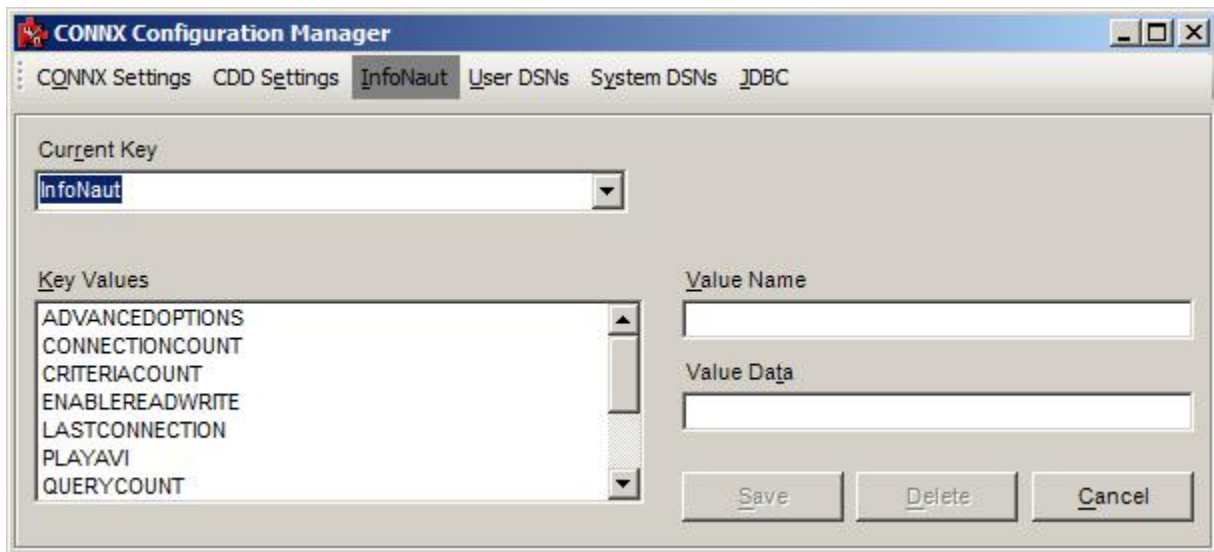 CONNX Configuration Manager
CONNX Settings CDD Settings InfoNaut User DSNs System DSNs JDBC
Current Key
InfoNaut
Key Values
ADVANCEDOPTIONS
CONNECTIONCOUNT
CRITERIACOUNT
ENABLEREADWRITE
LASTCONNECTION
PLAYAVI
QUERYCOUNT
Value Name
Value Data
Save Delete Cancel